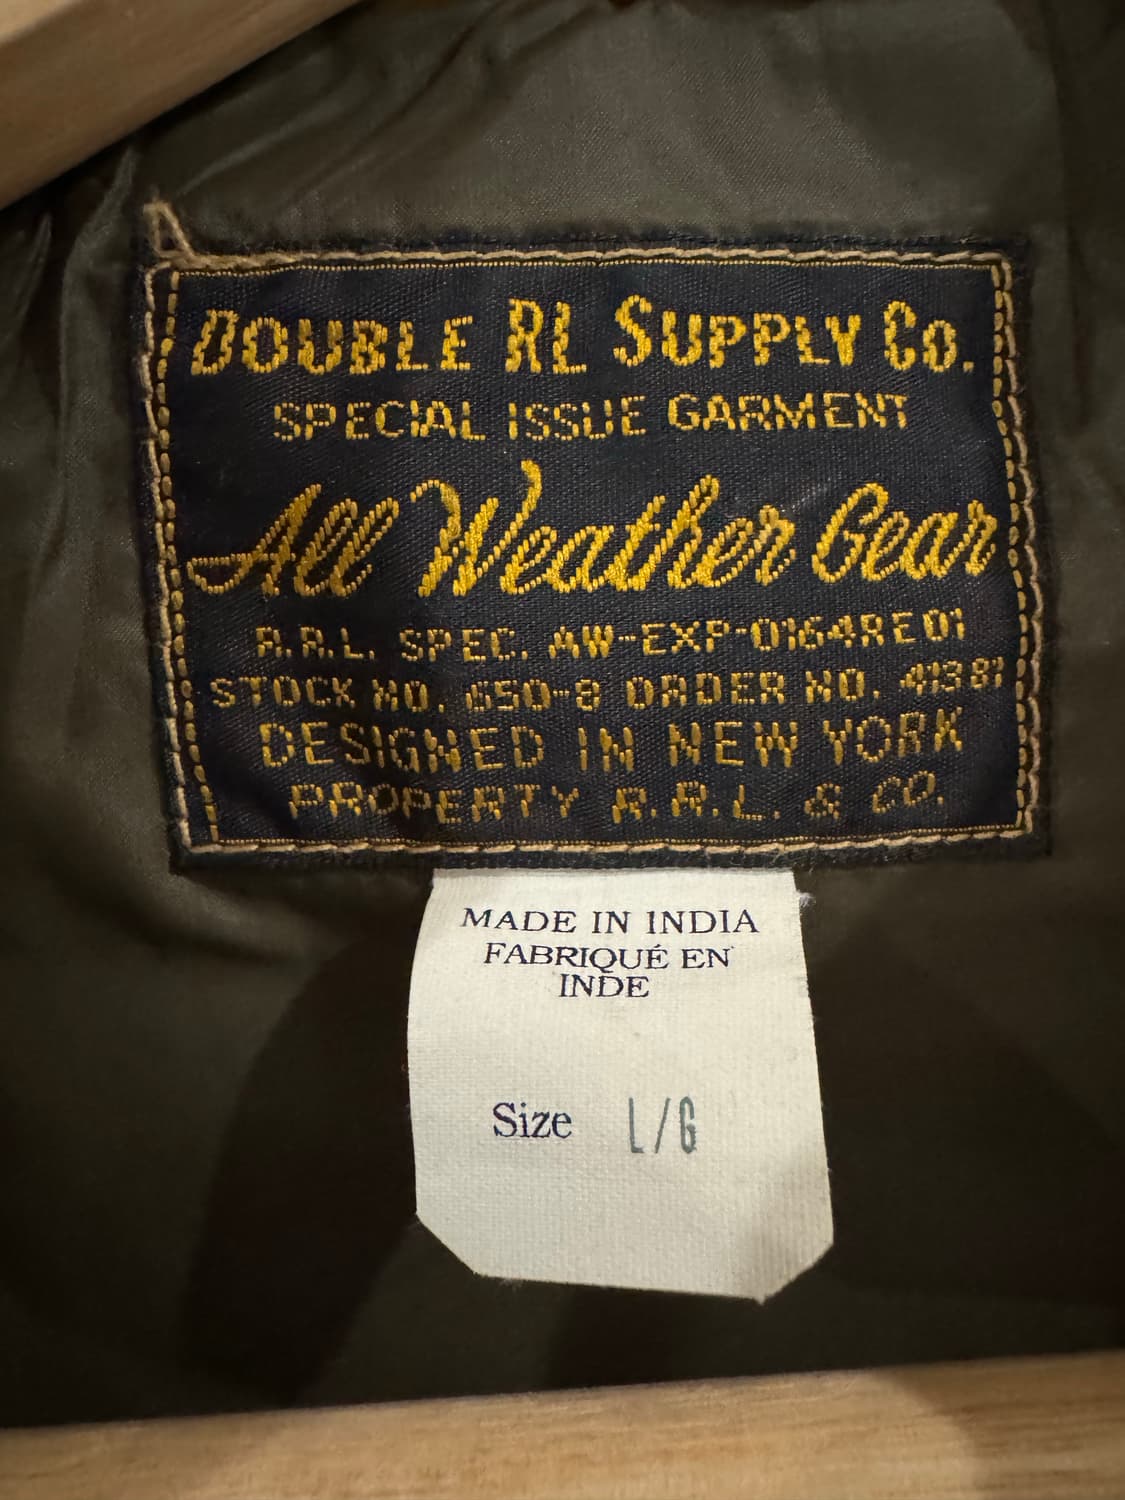 DOUBLE RL SUPPLY CO.
SPECIAL ISSUE GARMENT
All Weather Gear
R.R.L. SPEC. AW-EXP-0164RE01
STOCK NO. 650-8 ORDER NO. 41381
DESIGNED IN NEW YORK
PROPERTY R.R.L. & CO.
MADE IN INDIA
FABRIQUÉ EN
INDE
Size L/G